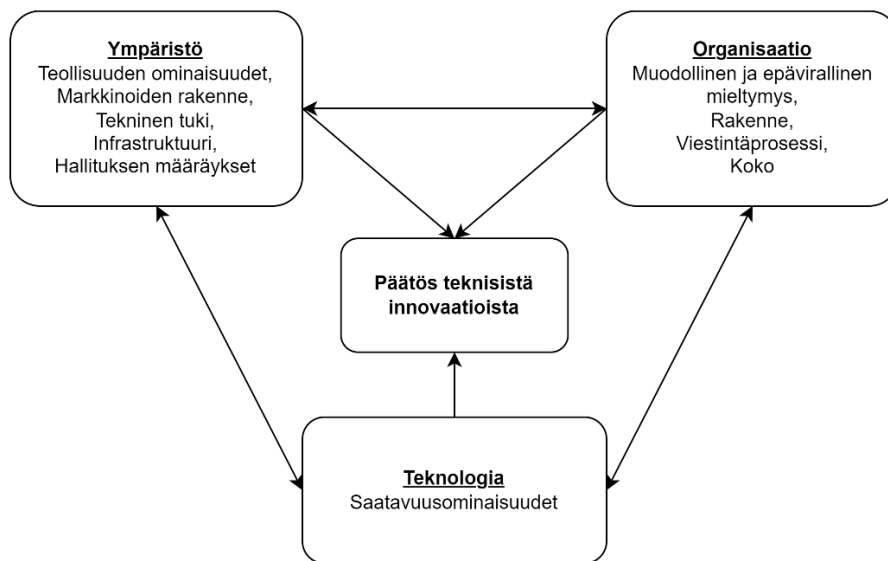 Ympäristö
Teollisuuden ominaisuudet,
Markkinoiden rakenne,
Tekninen tuki,
Infrastruktuuri,
Hallituksen määräykset
Organisaatio
Muodollinen ja epävirallinen
mieltymys,
Rakenne,
Viestintäprosessi,
Koko
Päätös teknisistä
innovaatioista
Teknologia
Saatavuusominaisuudet